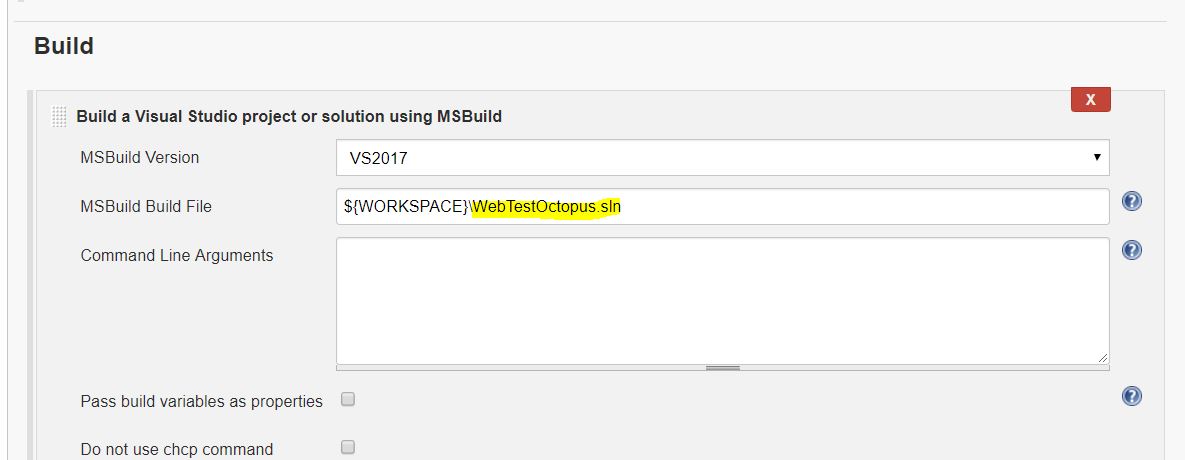 Build
X
Build a Visual Studio project or solution using MSBuild
MSBuild Version
VS2017
MSBuild Build File
${WORKSPACE}\WebTestOctopus.sln
?
Command Line Arguments
?
Pass build variables as properties
?
Do not use chcp command